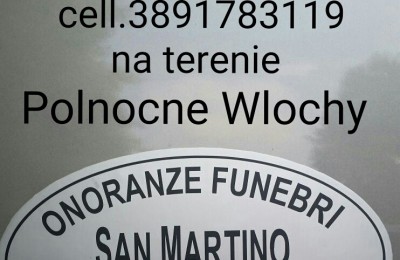 cell.3891783119
na terenie
Polnocne Wlochy
ONORANZE FUNEBRI
SAN MARTINO